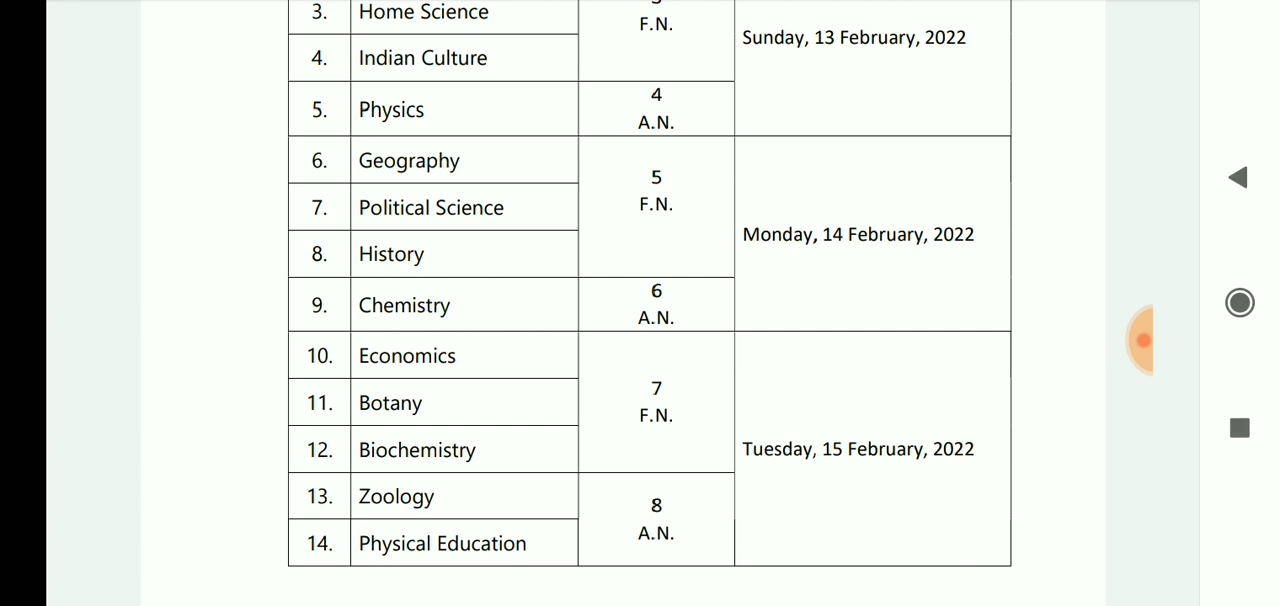 3. Home Science
F.N.
Sunday, 13 February, 2022
4. Indian Culture
5. Physics
4
A.N.
6. Geography
5
F.N.
7. Political Science
Monday, 14 February, 2022
8. History
9. Chemistry
6
A.N.
10. Economics
7
F.N.
11. Botany
12. Biochemistry
Tuesday, 15 February, 2022
13. Zoology
8
A.N.
14. Physical Education